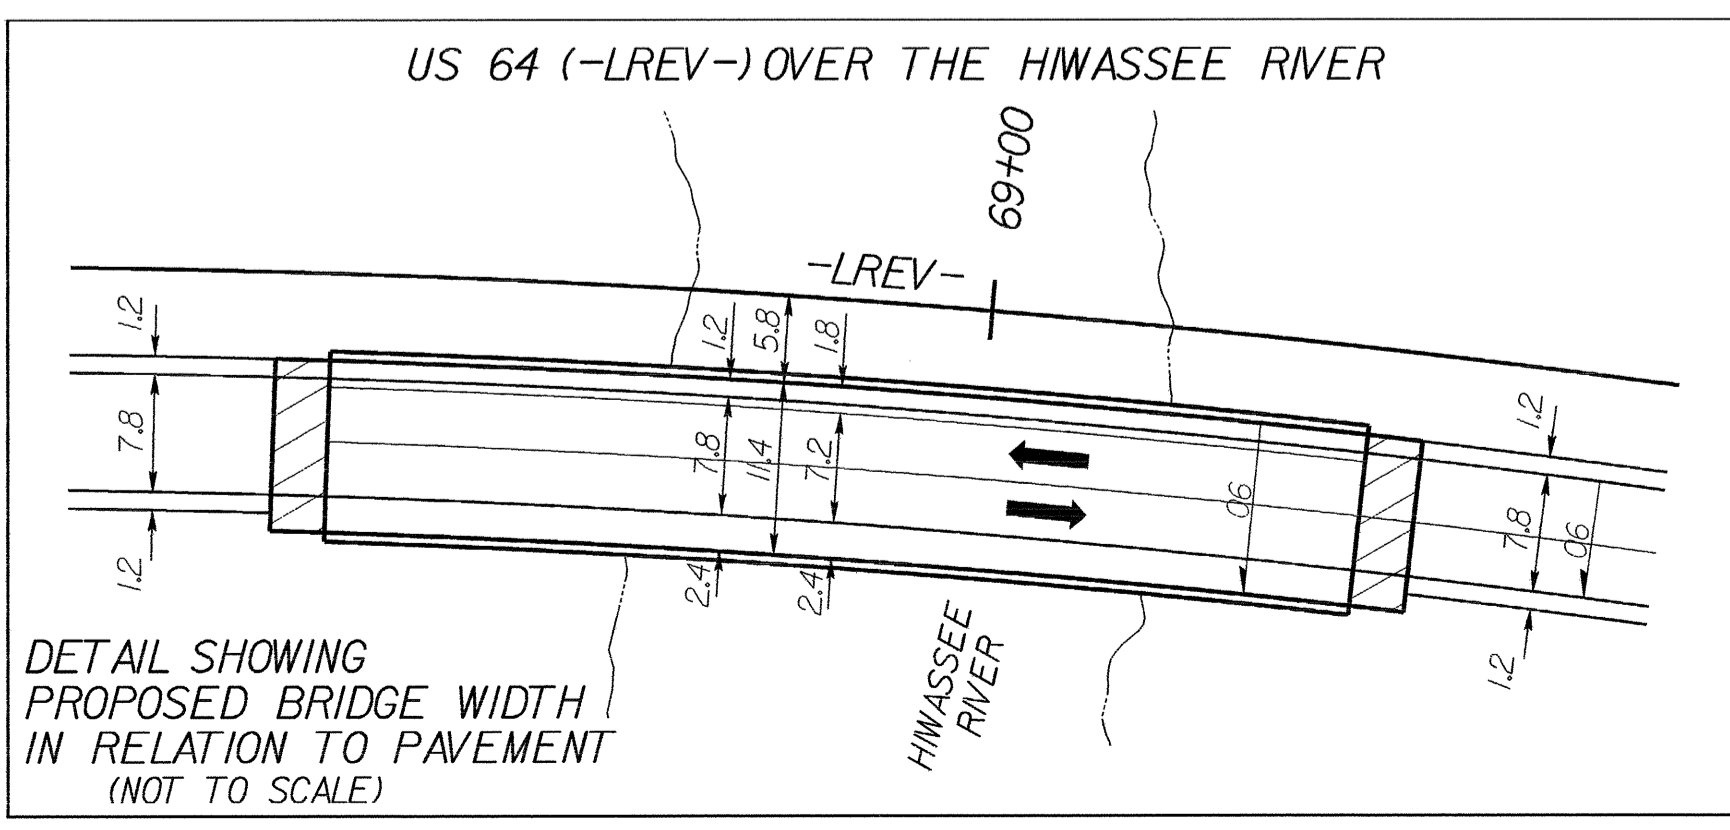 US 64 (-LREV-) OVER THE HIWASSEE RIVER
69+00
-LREV-
1.2
1.2
5.8
1.8
7.8
7.8
11.4
7.2
1.2
.06
7.8
.06
1.2
2.4
2.4
1.2
HIWASSEE
RIVER
DETAIL SHOWING
PROPOSED BRIDGE WIDTH
IN RELATION TO PAVEMENT
(NOT TO SCALE)